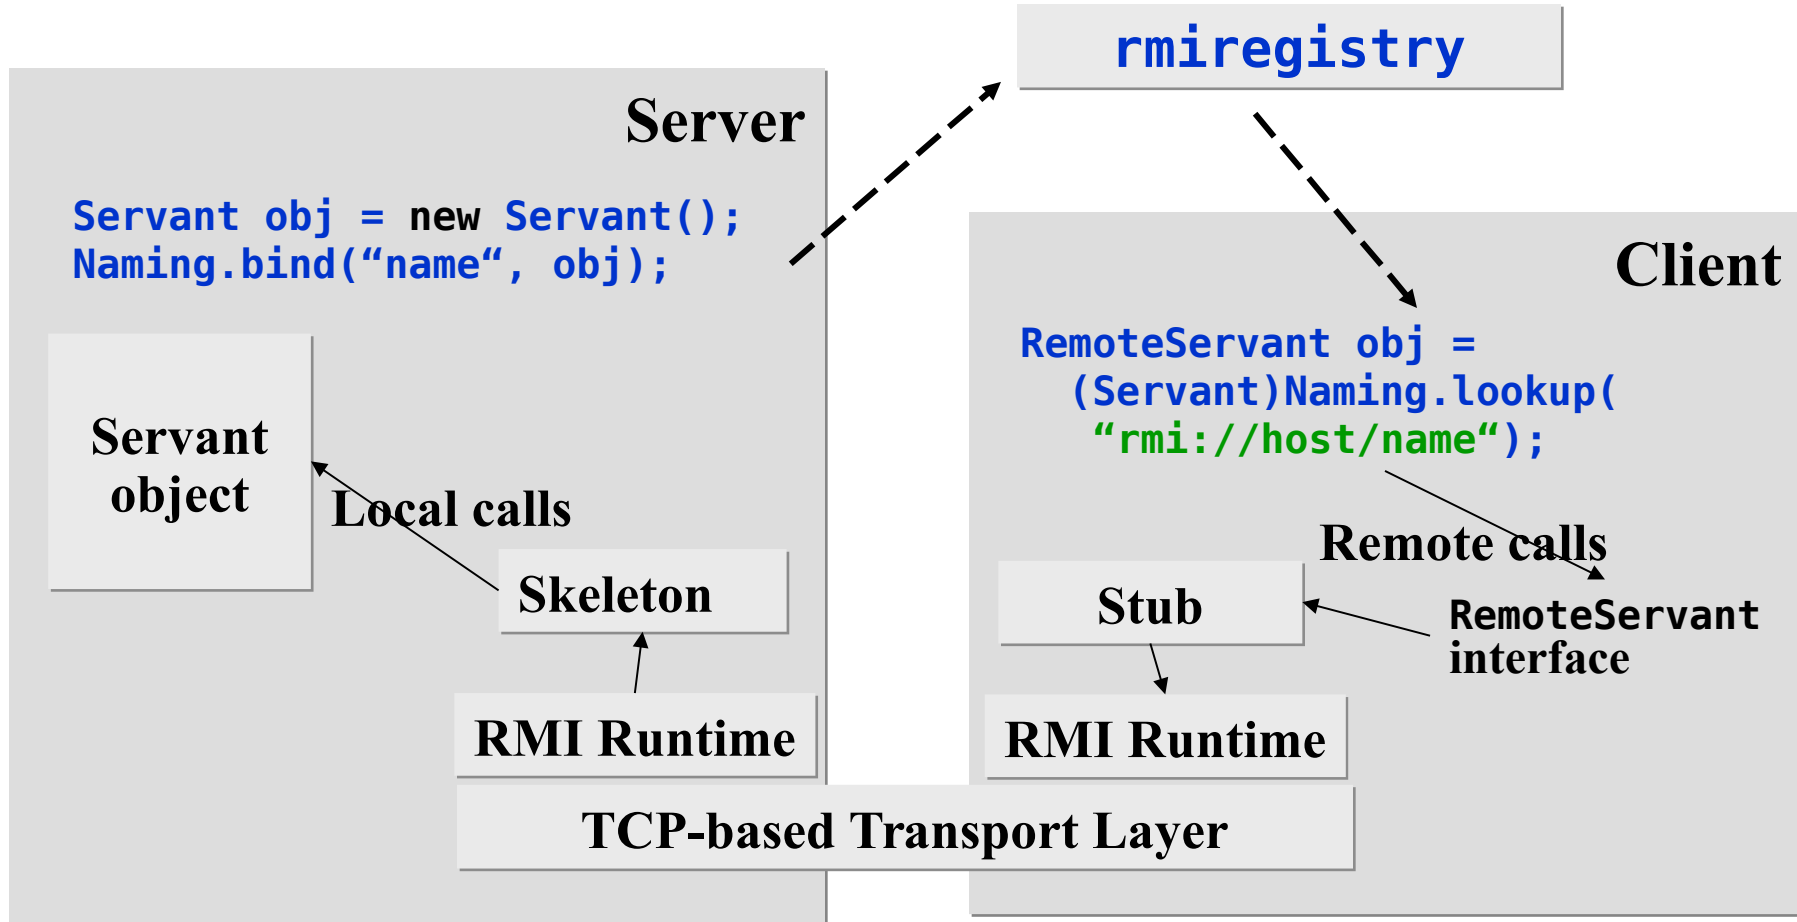 rmiregistry
Server
Servant obj = new Servant();
Naming.bind(“name“, obj);
Servant
object
Local calls
Skeleton
RMI Runtime
Client
RemoteServant obj =
(Servant)Naming.lookup(
“rmi://host/name“);
Remote calls
Stub
RemoteServant
interface
RMI Runtime
TCP-based Transport Layer